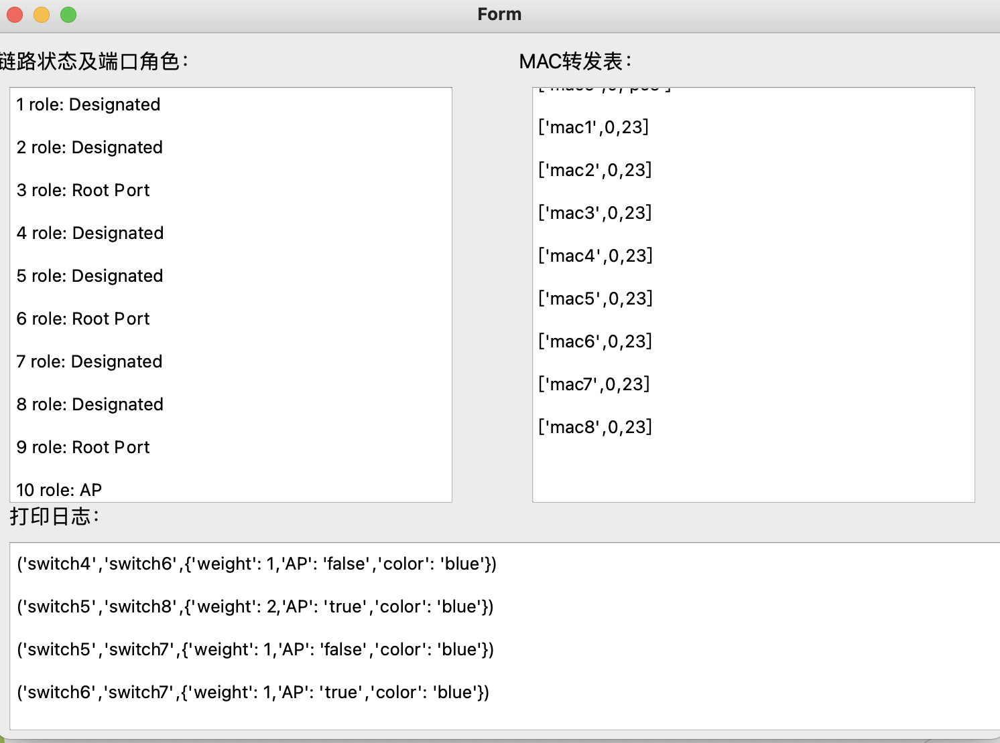 Form
链路状态及端口角色：
1 role: Designated
2 role: Designated
3 role: Root Port
4 role: Designated
5 role: Designated
6 role: Root Port
7 role: Designated
8 role: Designated
9 role: Root Port
10 role: AP
MAC转发表：
['mac1',0,23]
['mac2',0,23]
['mac3',0,23]
['mac4',0,23]
['mac5',0,23]
['mac6',0,23]
['mac7',0,23]
['mac8',0,23]
打印日志：
('switch4','switch6',{'weight': 1,'AP': 'false','color': 'blue'})
('switch5','switch8',{'weight': 2,'AP': 'true','color': 'blue'})
('switch5','switch7',{'weight': 1,'AP': 'false','color': 'blue'})
('switch6','switch7',{'weight': 1,'AP': 'true','color': 'blue'})